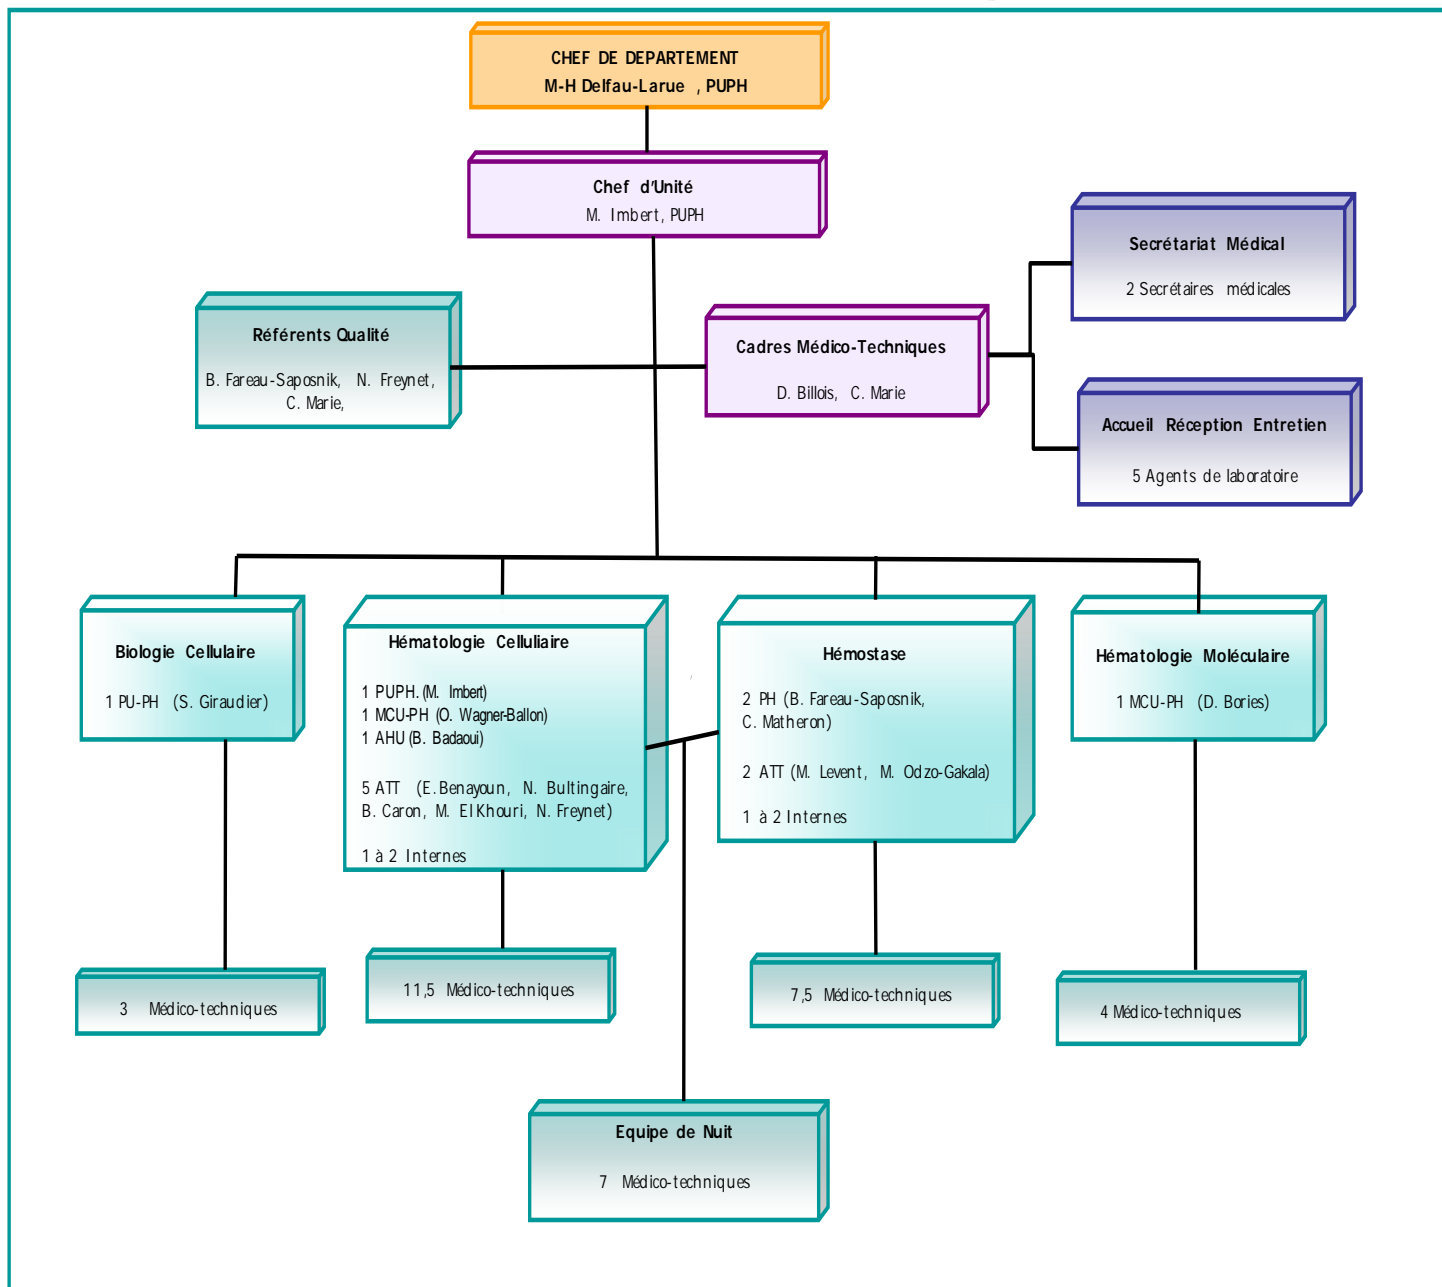 CHEF DE DEPARTEMENT
M-H Delfau-Larue , PUPH
Chef d'Unité
M. Imbert, PUPH
Secrétariat Médical
2 Secrétaires médicales
Référents Qualité
B. Fareau-Saposnik, N. Freynet,
C. Marie,
Cadres Médico-Techniques
D. Billois, C. Marie
Accueil Réception Entretien
5 Agents de laboratoire
Biologie Cellulaire
1 PU-PH (S. Giraudier)
Hématologie Celluliaire
1 PUPH. (M. Imbert)
1 MCU-PH (O. Wagner-Ballon)
1 AHU (B. Badaoui)
5 ATT (E. Benayoun, N. Bultingaire,
B. Caron, M. El Khouri, N. Freynet)
1 à 2 Internes
Hémostase
2 PH (B. Fareau-Saposnik,
C. Matheron)
2 ATT (M. Levent, M. Odzo-Gakala)
1 à 2 Internes
Hématologie Moléculaire
1 MCU-PH (D. Bories)
3 Médico-techniques
11,5 Médico-techniques
7,5 Médico-techniques
4 Médico-techniques
Equipe de Nuit
7 Médico-techniques